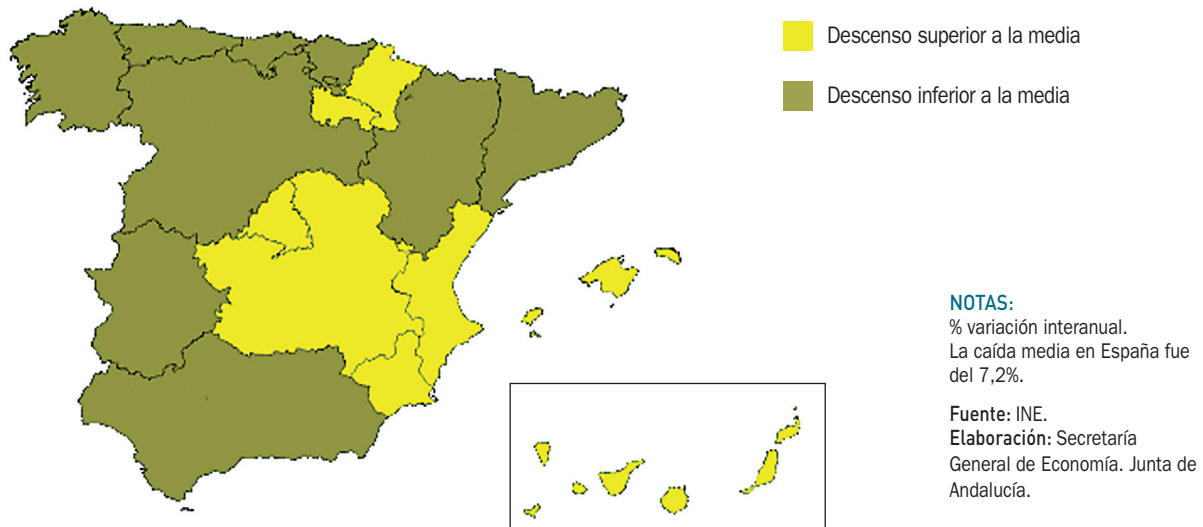 Descenso superior a la media
Descenso inferior a la media
NOTAS:
% variación interanual.
La caída media en España fue
del 7,2%.
Fuente: INE.
Elaboración: Secretaría
General de Economía. Junta de
Andalucía.